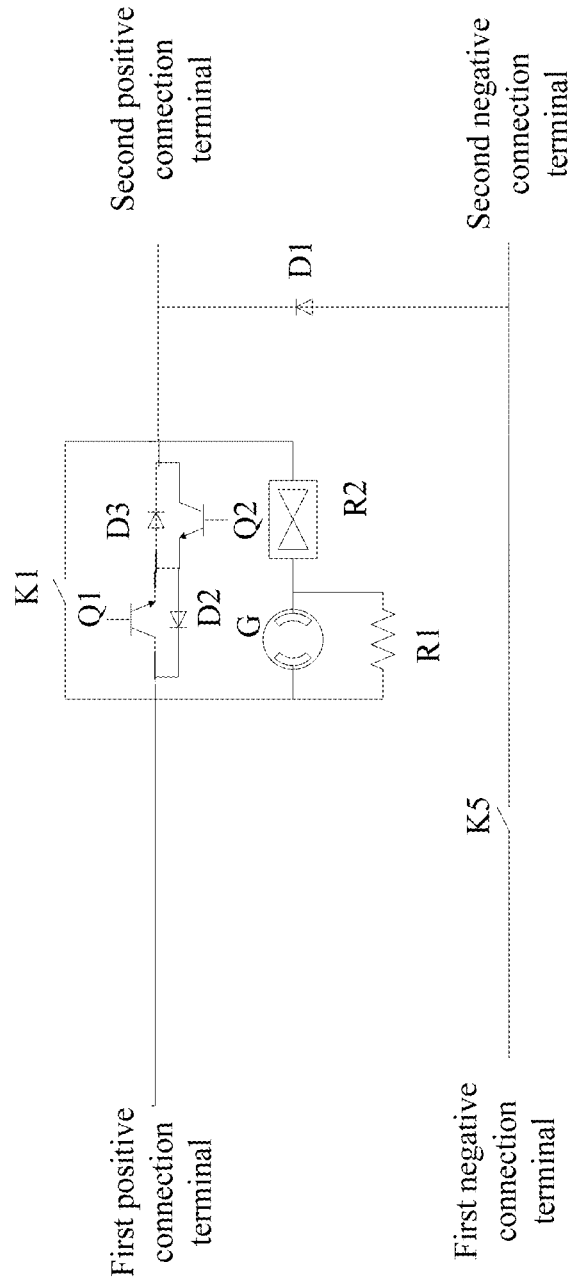 K1
Q1
D3
D2
Q2
G
R2
R1
First positive
connection
terminal
Second positive
connection
terminal
D1
K5
First negative
connection
terminal
Second negative
connection
terminal